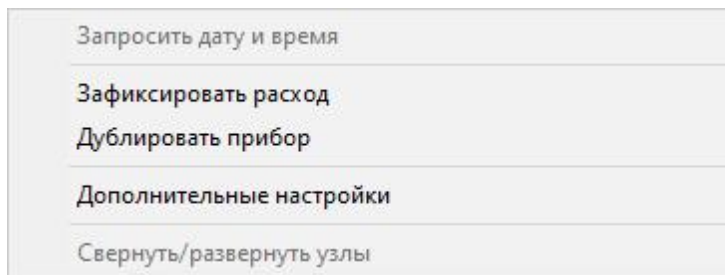 Запросить дату и время
Зафиксировать расход
Дублировать прибор
Дополнительные настройки
Свернуть/развернуть узлы